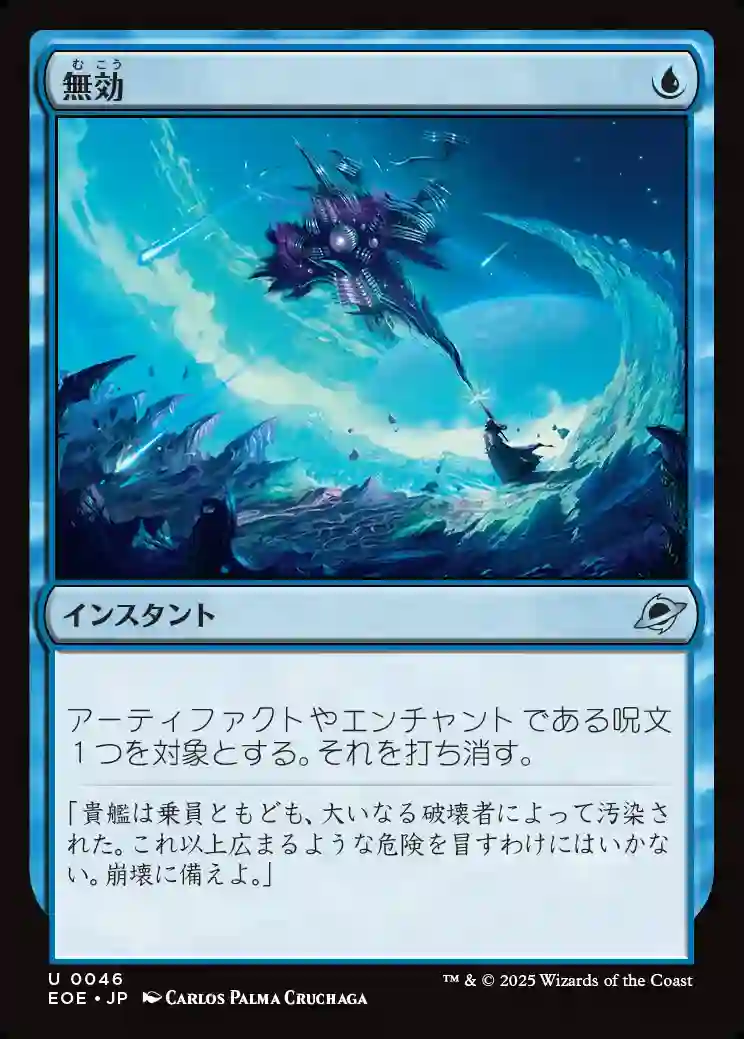 むこう
無効
インスタント
アーティファクトやエンチャントである呪文
１つを対象とする。それを打ち消す。
「貴艦は乗員ともども、大いなる破壊者によって汚染さ
れた。これ以上広まるような危険を冒すわけにはいかな
い。崩壊に備えよ。」
U 0046
EOE • JP CARLOS PALMA CRUCHAGA
™ & © 2025 Wizards of the Coast